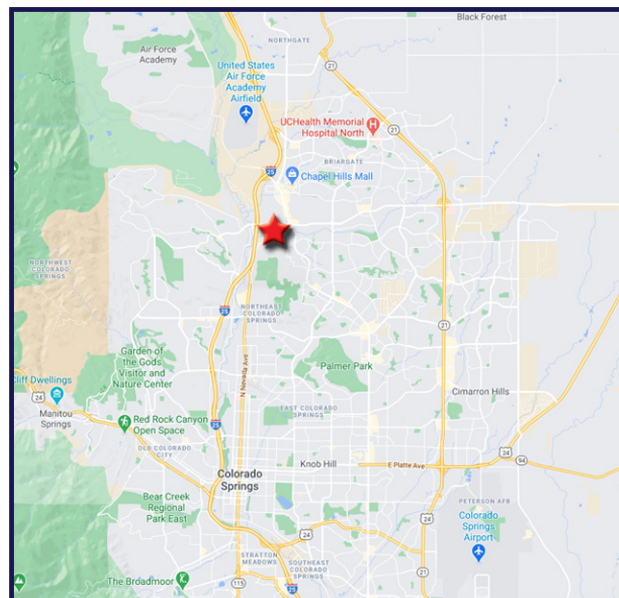 Black Forest
NORTHGATE
Air Force
Academy
United States
Air Force
Academy
Airfield
21
UCHealth Memorial
Hospital North
H
21
BRIARGATE
25
Chapel Hills Mall
21
NORTHWEST
COLORADO
SPRINGS
NORTHEAST
COLORADO
SPRINGS
25
21
Garden of
the Gods
Visitor and
Nature Center
Palmer Park
N Nevada Ave
Cliff Dwellings
24
Manitou
Springs
Cimarron Hills
24
Red Rock Canyon
Open Space
EAST COLORADO
SPRINGS
25
OLD COLORADO
CITY
24
94
Knob Hill
E Platte Ave
Colorado
Springs
Bear Creek
Regional
Park East
PETERSON AFB
24
Colorado
Springs
Airport
STRATTON
MEADOWS
SOUTHEAST
COLORADO
SPRINGS
The Broadmoor
115
25